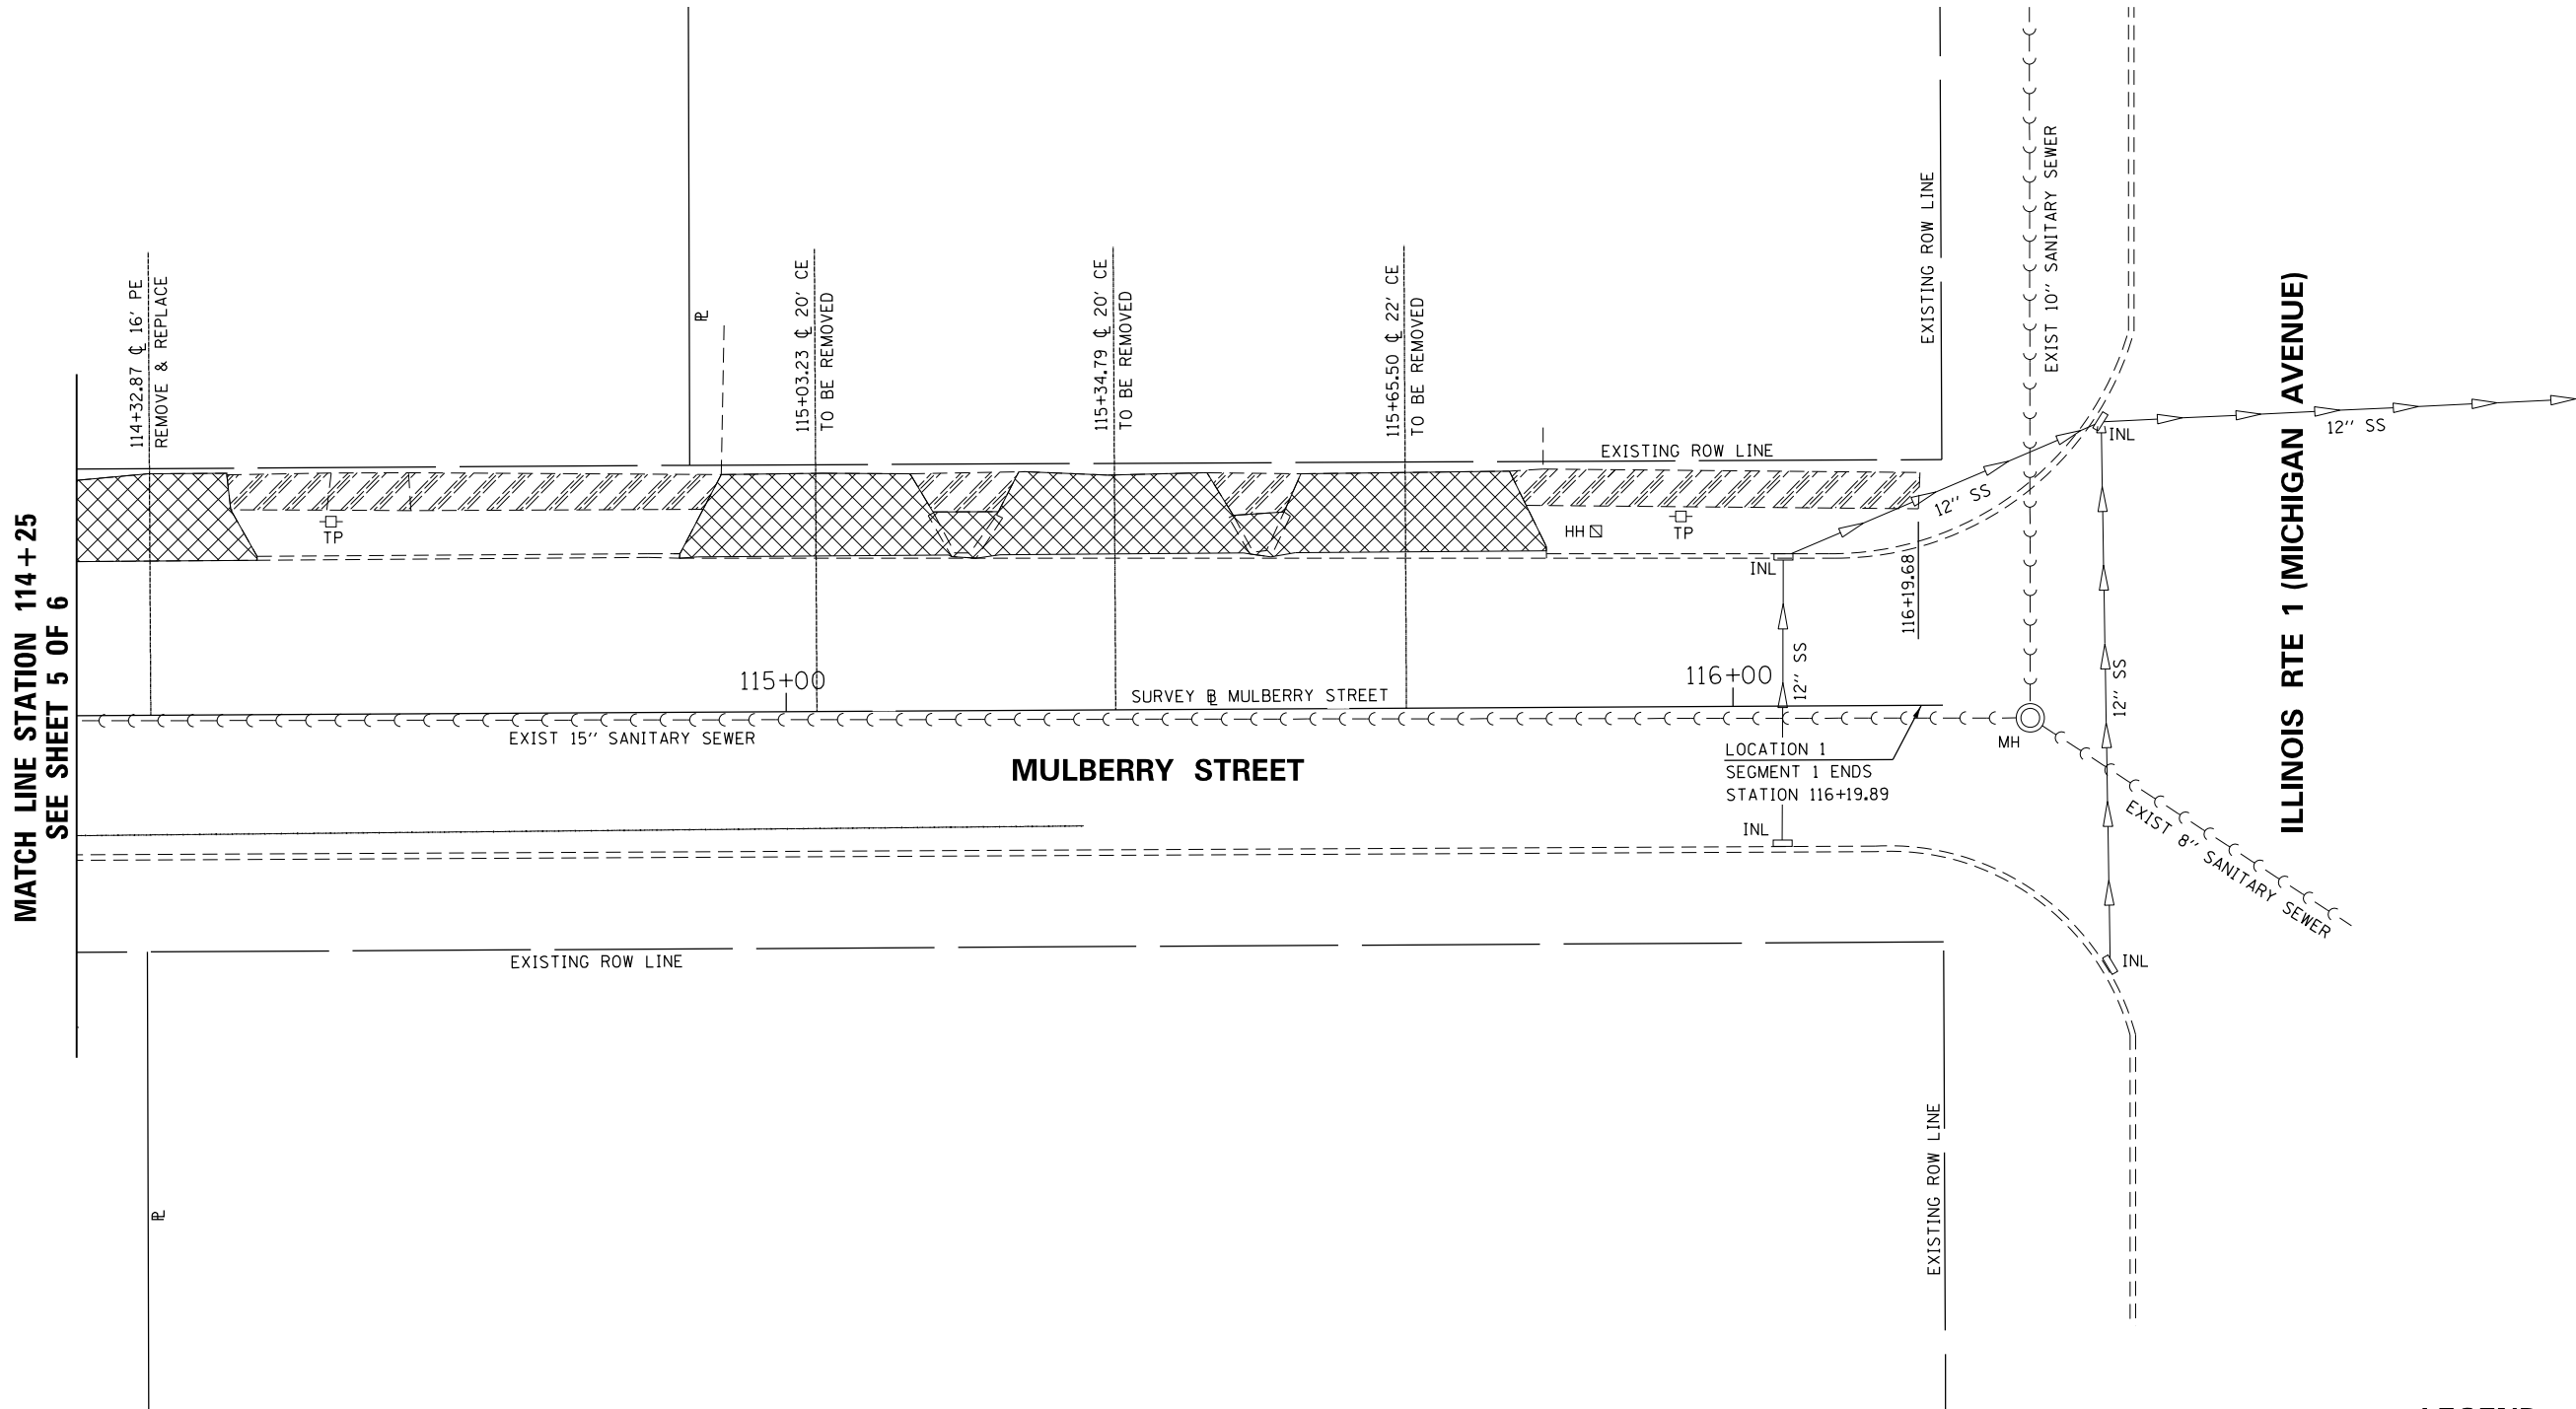 MATCH LINE STATION 114+25
SEE SHEET 5 OF 6
114+32.87 ℄ 16' PE
REMOVE & REPLACE
℄ 
115+03.23 ℄ 20' CE
TO BE REMOVED
115+34.79 ℄ 20' CE
TO BE REMOVED
115+65.50 ℄ 22' CE
TO BE REMOVED
EXISTING ROW LINE
EXISTING ROW LINE
EXIST 10'' SANITARY SEWER
ILLINOIS RTE 1 (MICHIGAN AVENUE)
TP
HH
TP
INL
12'' SS
INL
12'' SS
116+19.68
115+00
SURVEY BL MULBERRY STREET
116+00
12'' SS
12'' SS
EXIST 15'' SANITARY SEWER
MULBERRY STREET
LOCATION 1
SEGMENT 1 ENDS
STATION 116+19.89
MH
INL
EXIST 8'' SANITARY SEWER
EXISTING ROW LINE
INL
PL
EXISTING ROW LINE